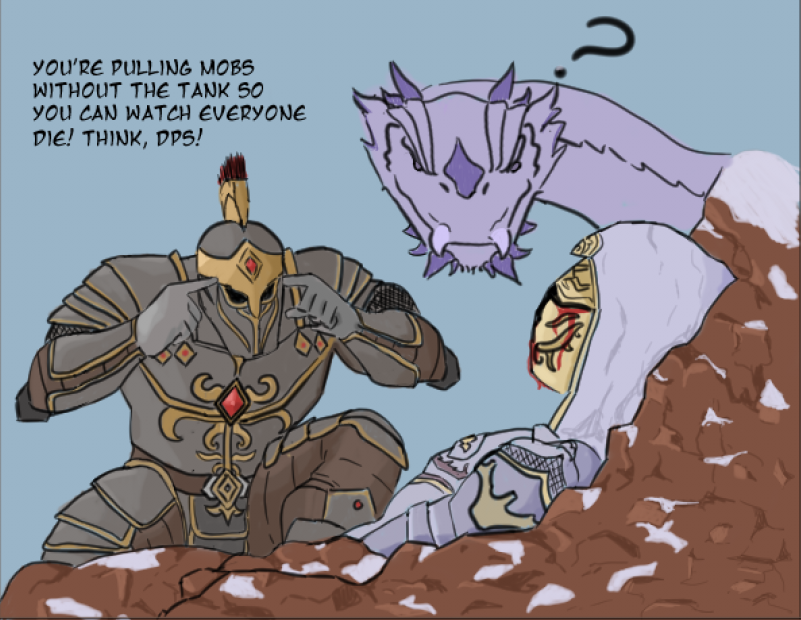 YOU'RE PULLING MOBS
WITHOUT THE TANK SO
YOU CAN WATCH EVERYONE
DIE! THINK, DPS!
?